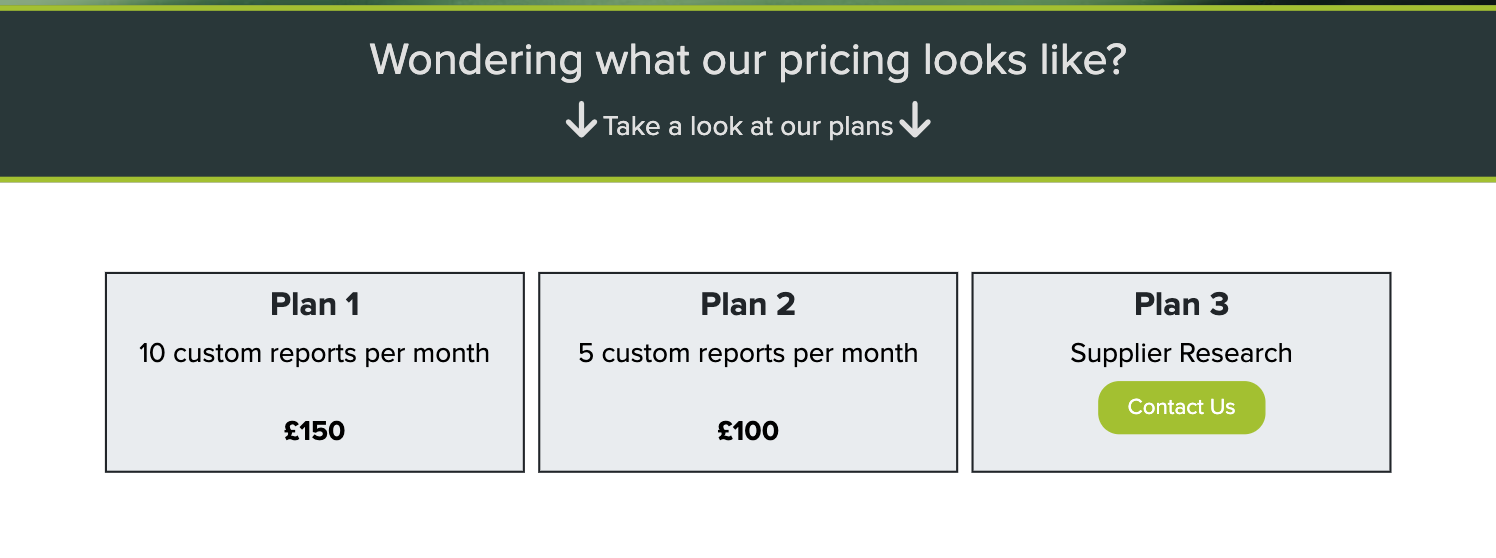 Wondering what our pricing looks like?
Take a look at our plans
Plan 1
10 custom reports per month
£150
Plan 2
5 custom reports per month
£100
Plan 3
Supplier Research
Contact Us